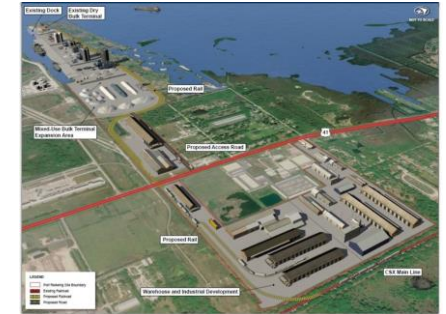 Existing Dock
Existing Dry
Bulk Terminal
Proposed Rail
Mixed-Use Bulk Terminal
Expansion Area
Proposed Access Road
41
Proposed Rail
CSX Main Line
Warehouse and Industrial Development
LEGEND
Existing Railroad
Proposed Railroad
Proposed Road